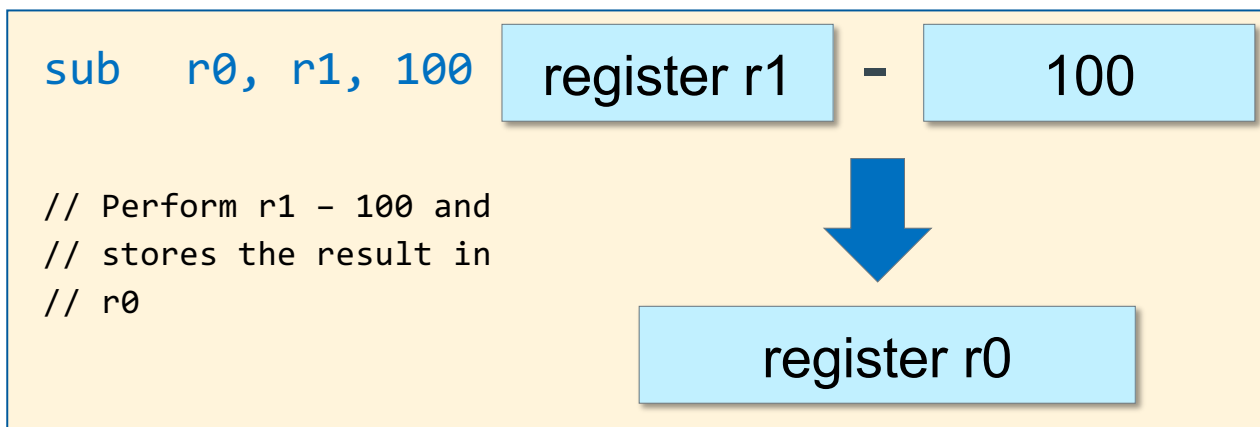 sub r0, r1, 100
register r1 - 100
// Perform r1 – 100 and
// stores the result in
// r0
register r0